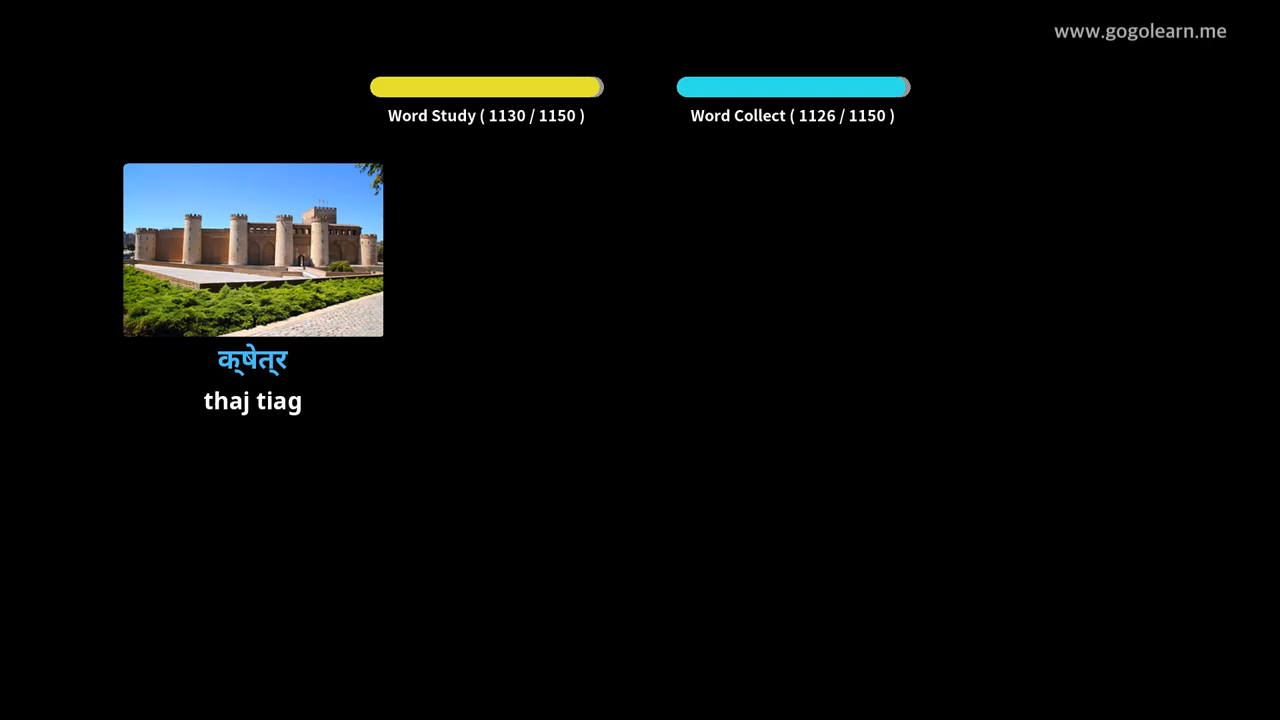 www.gogolearn.me
Word Study ( 1130 / 1150 )
Word Collect ( 1126 / 1150 )
क्षेत्र
thaj tiag